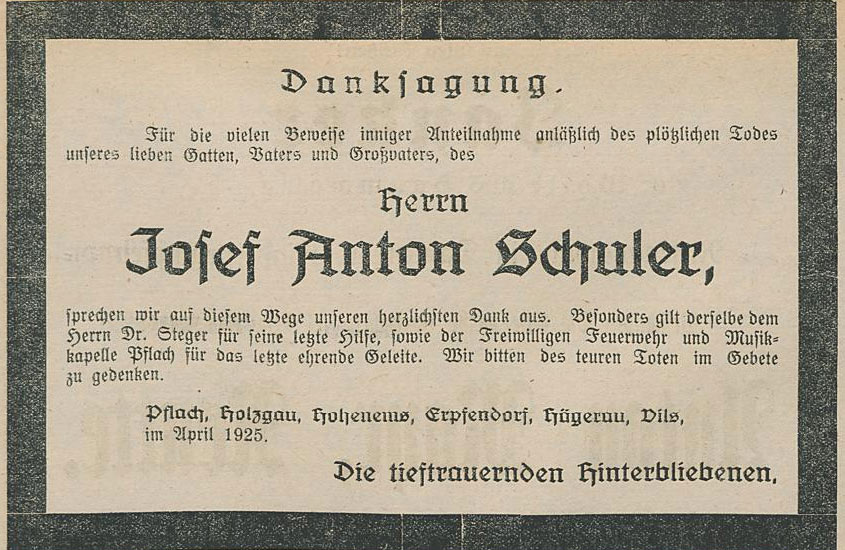 Danksagung.
Für die vielen Beweise inniger Anteilnahme anläßlich des plötzlichen Todes
unseres lieben Gatten, Vaters und Großvaters, des
Herrn
Josef Anton Schuler,
sprechen wir auf diesem Wege unseren herzlichsten Dank aus. Besonders gilt derselbe dem
Herrn Dr. Steger für seine letzte Hilfe, sowie der Freiwilligen Feuerwehr und Musik-
kapelle Pflach für das letzte ehrende Geleite. Wir bitten des teuren Toten im Gebete
zu gedenken.
Pflach, Holzgau, Hohenems, Erpfendorf, Hügerau, Vils,
im April 1925.
Die tieftrauernden Hinterbliebenen.